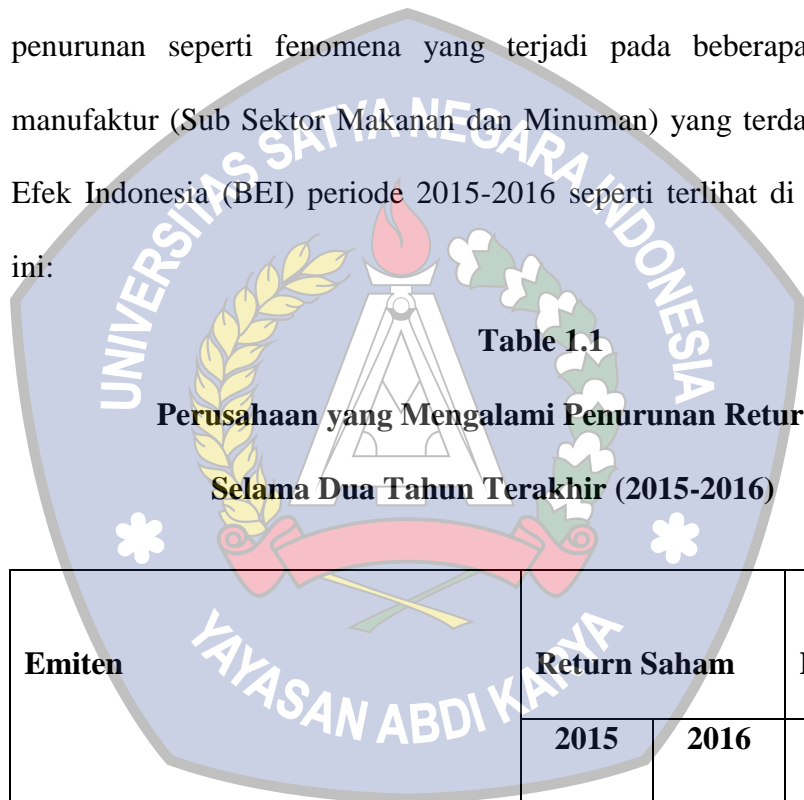 penurunan seperti fenomena yang terjadi pada beberapa
manufaktur (Sub Sektor Makanan dan Minuman) yang terda
Efek Indonesia (BEI) periode 2015-2016 seperti terlihat di
ini:
Table 1.1
Perusahaan yang Mengalami Penurunan Retur
Selama Dua Tahun Terakhir (2015-2016)
Emiten
Return Saham
2015
2016
UNIVERSITAS SATYA NEGARA INDONESIA
YAYASAN ABDI KARYA